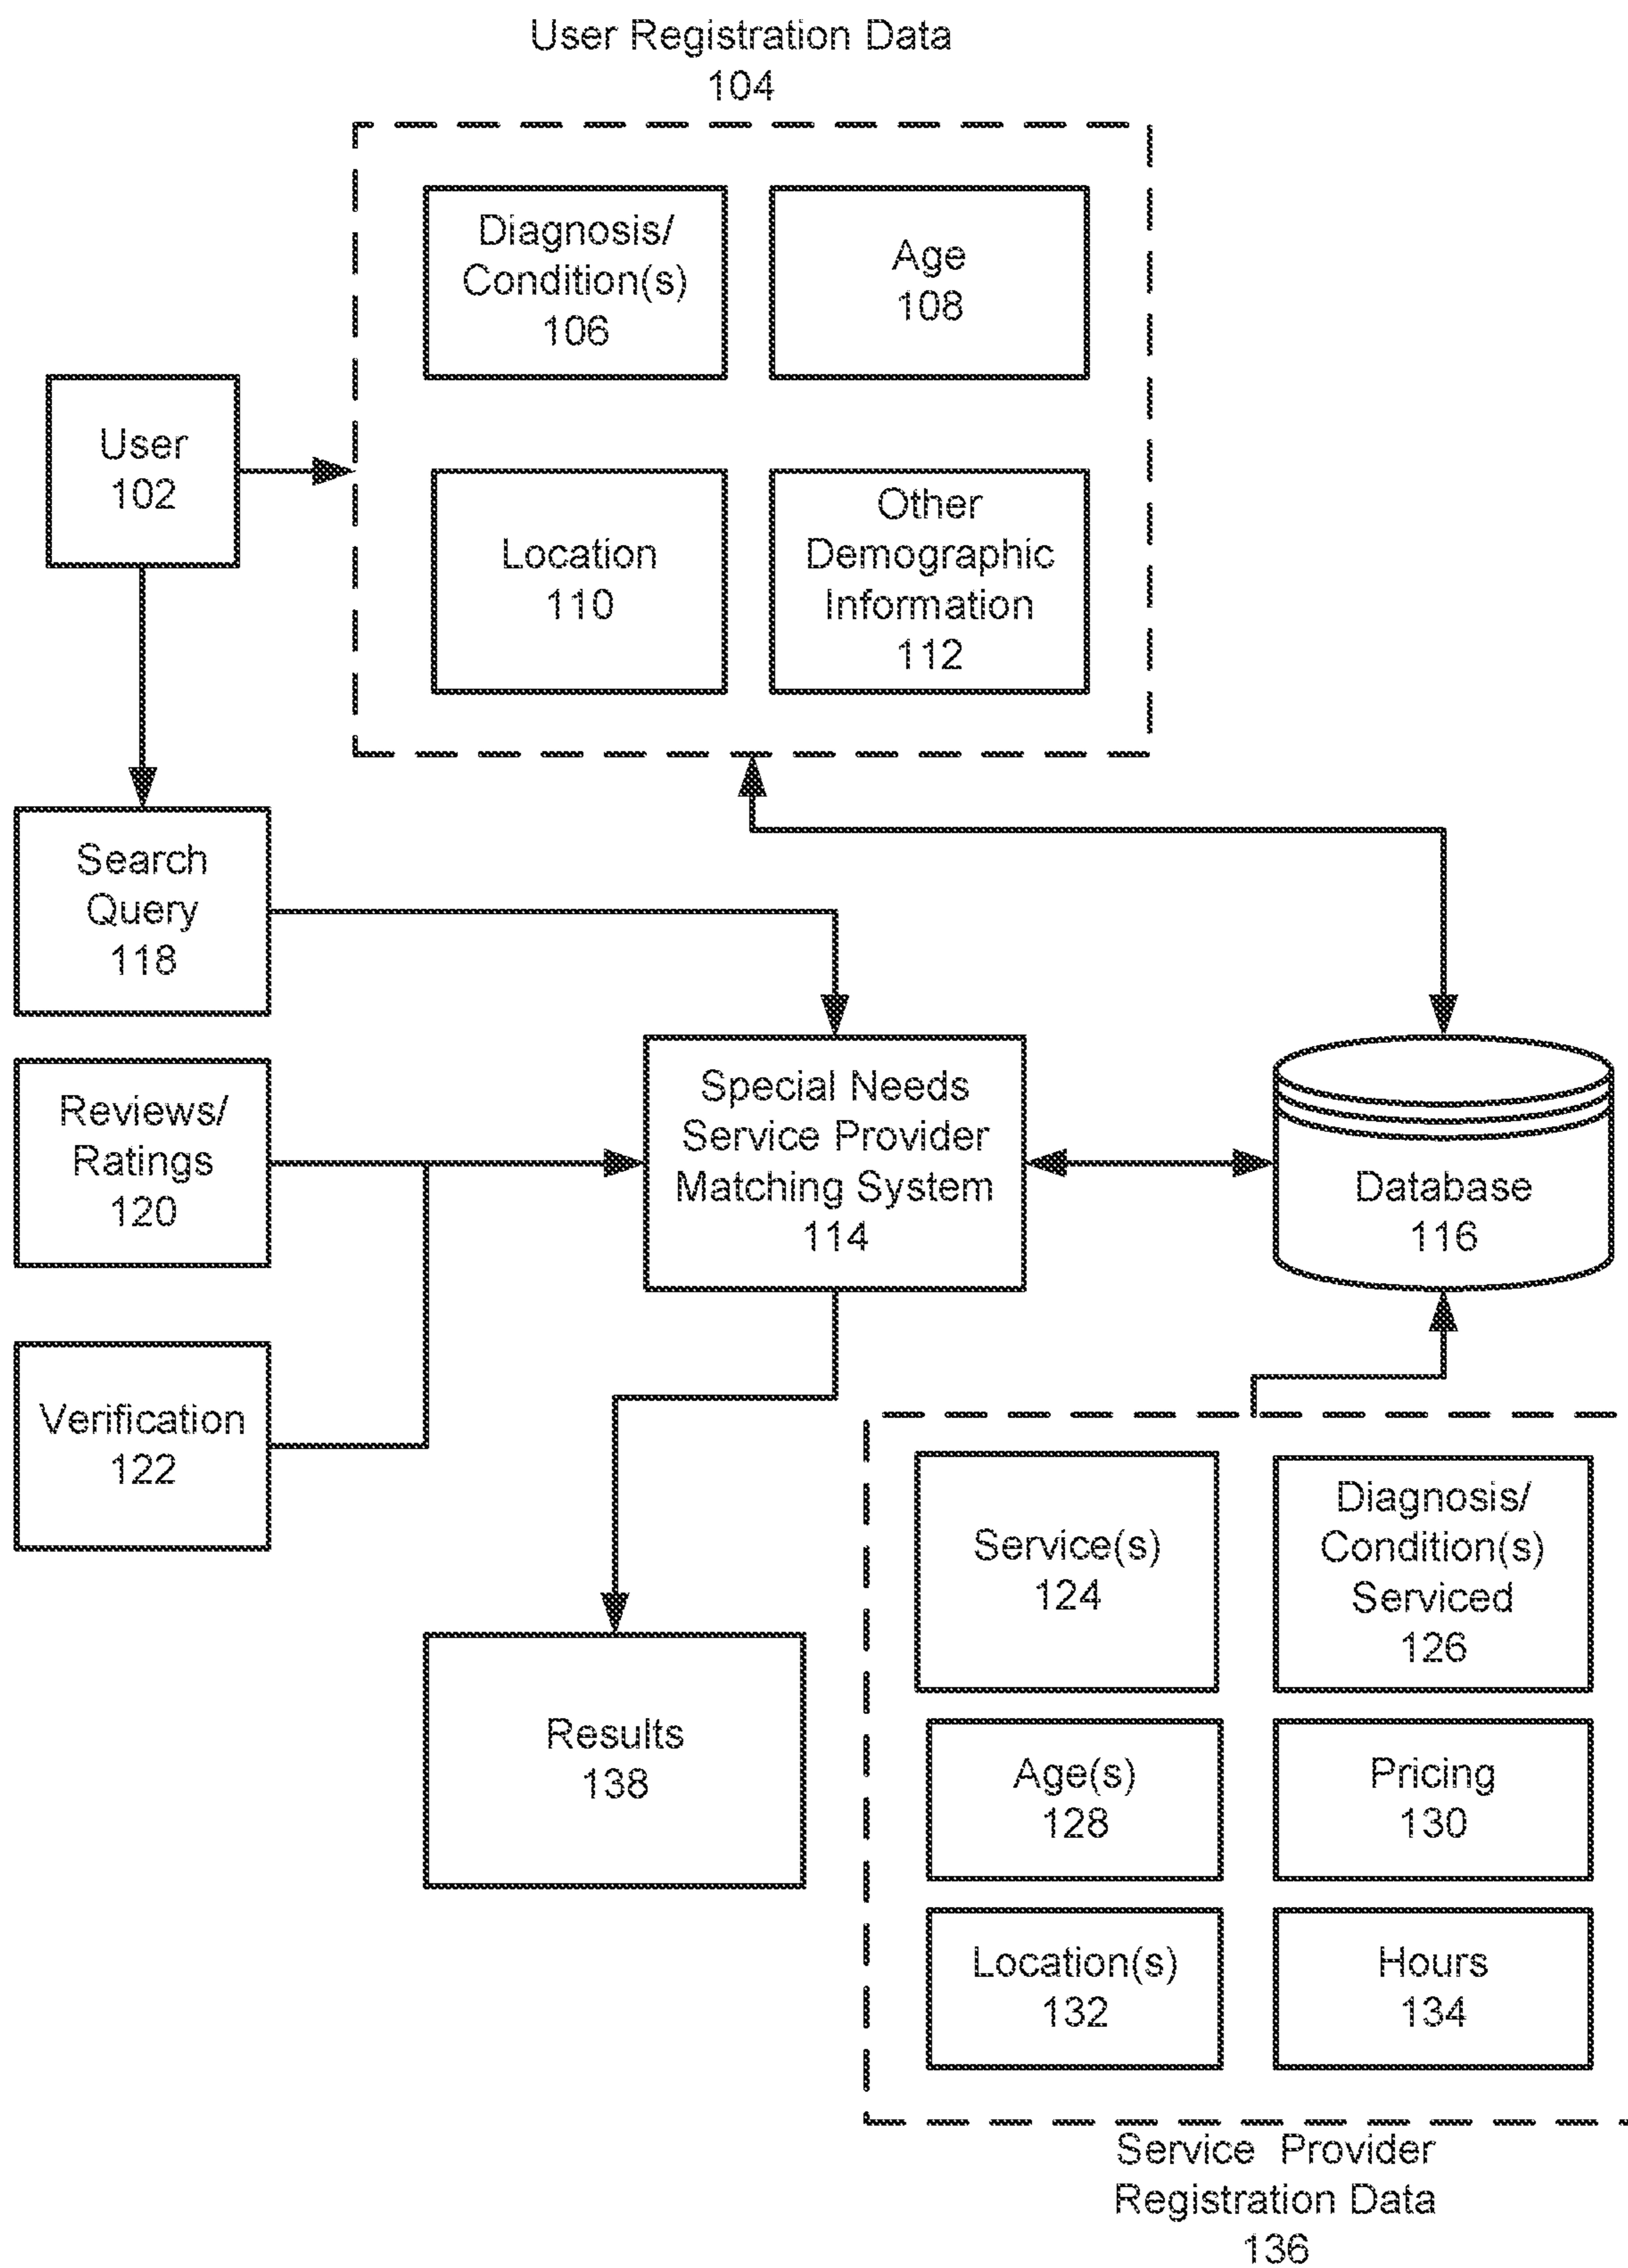 User Registration Data
104
Diagnosis/
Condition(s)
106
Age
108
User
102
Location
110
Other
Demographic
Information
112
Search
Query
118
Reviews/
Ratings
120
Special Needs
Service Provider
Matching System
114
Database
116
Verification
122
Service(s)
124
Diagnosis/
Condition(s)
Serviced
126
Results
138
Age(s)
128
Pricing
130
Location(s)
132
Hours
134
Service Provider
Registration Data
136